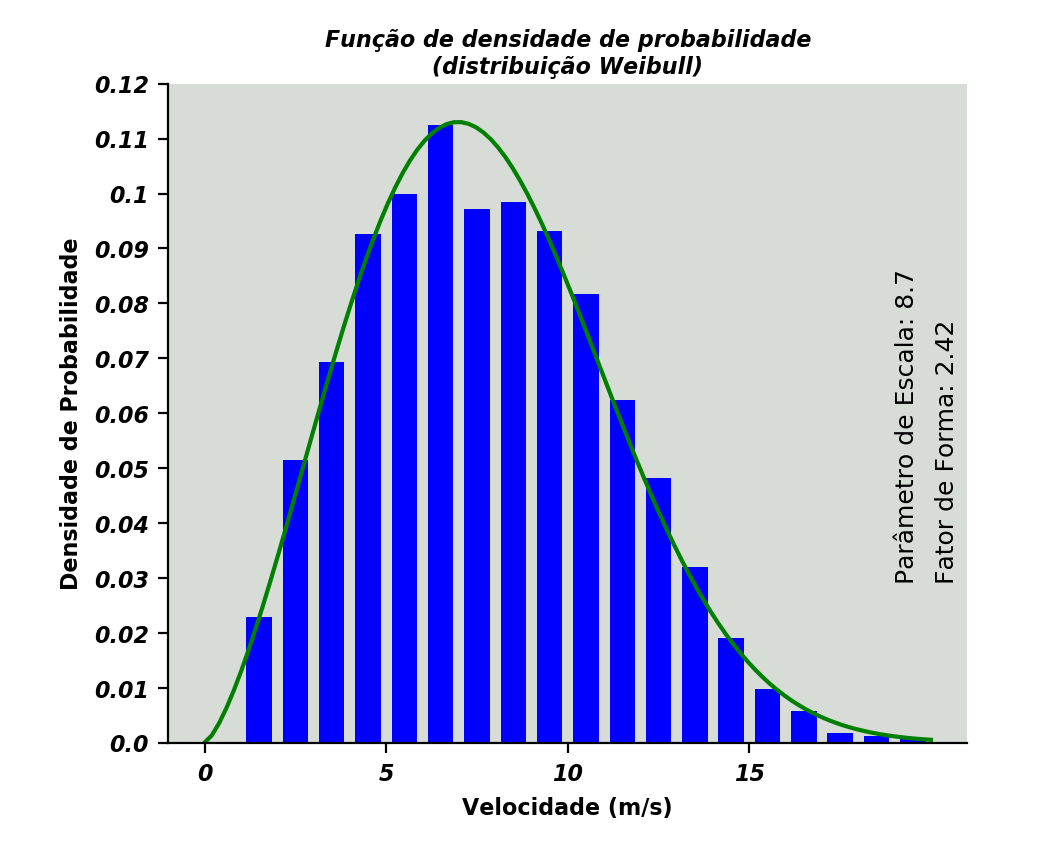 Função de densidade de probabilidade
(distribuição Weibull)
Densidade de Probabilidade
0.12
0.11
0.1
0.09
0.08
0.07
0.06
0.05
0.04
0.03
0.02
0.01
0.0
Parâmetro de Escala: 8.7
Fator de Forma: 2.42
0 5 10 15
Velocidade (m/s)